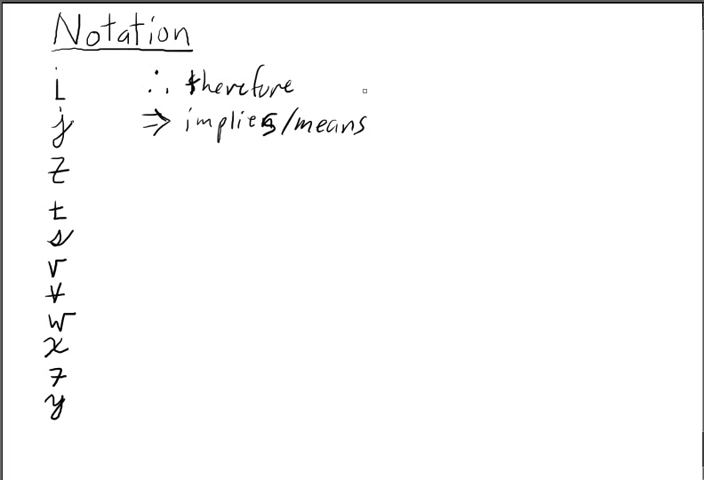 Notation
i ∴ therefore
j ⇒ implies/means
z
t
s
r
v
w
x
7
y